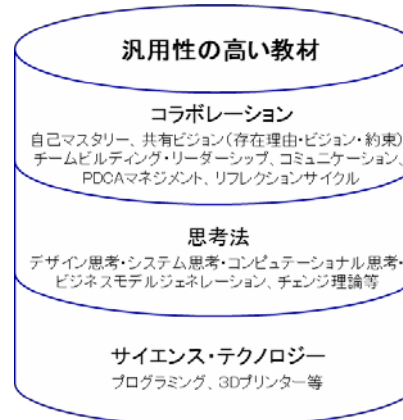 汎用性の高い教材
コラボレーション
自己マスタリー、共有ビジョン(存在理由・ビジョン・約束)
チームビルディング・リーダーシップ、コミュニケーション、
PDCAマネジメント、リフレクションサイクル
思考法
デザイン思考・システム思考・コンピュテーショナル思考・
ビジネスモデルジェネレーション、チェンジ理論等
サイエンス・テクノロジー
プログラミング、3Dプリンター等